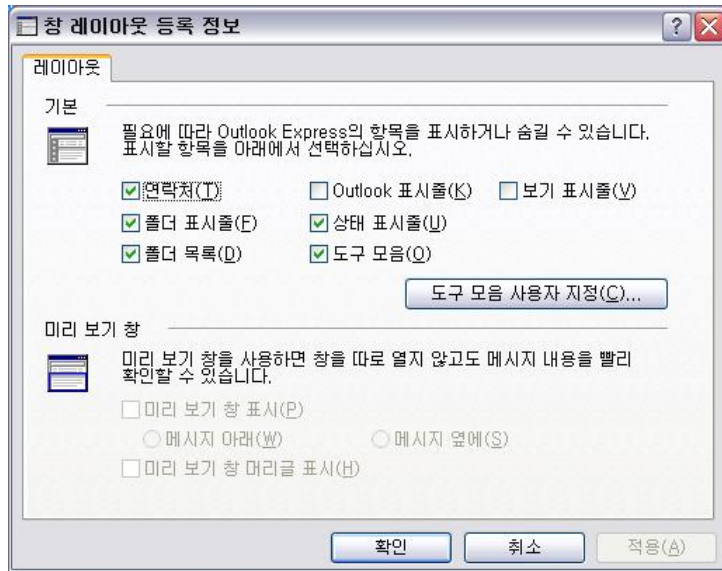 창 레이아웃 등록 정보
레이아웃
기본
필요에 따라 Outlook Express의 항목을 표시하거나 숨길 수 있습니다.
표시할 항목을 아래에서 선택하십시오.
연락처(T) Outlook 표시줄(K) 보기 표시줄(V)
폴더 표시줄(F) 상태 표시줄(U)
폴더 목록(D) 도구 모음(O)
도구 모음 사용자 지정(C)...
미리 보기 창
미리 보기 창을 사용하면 창을 따로 열지 않고도 메시지 내용을 빨리
확인할 수 있습니다.
미리 보기 창 표시(P)
메시지 아래(W) 메시지 옆에(S)
미리 보기 창 머리글 표시(H)
확인 취소 적용(A)